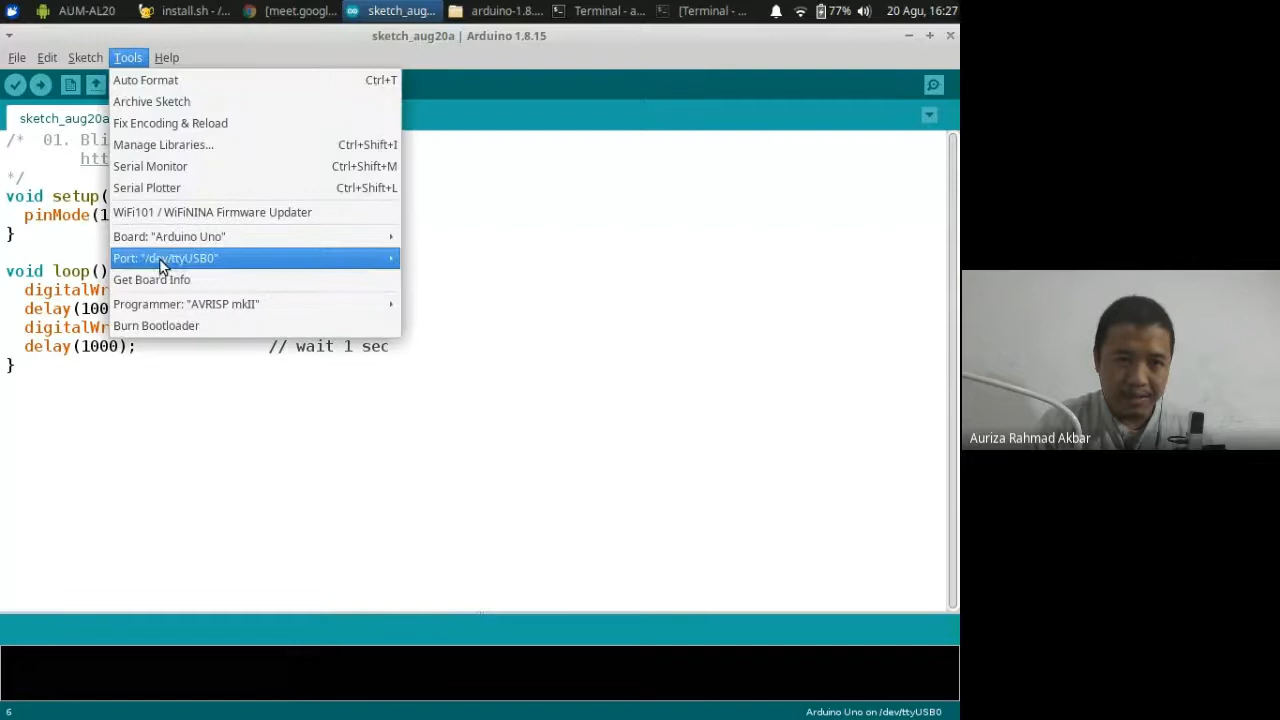 AUM-AL20
install.sh - /...
[meet.googl...
sketch_aug...
arduino-1.8....
Terminal - a...
[Terminal - ...
77%
20 Agu, 16:27
sketch_aug20a | Arduino 1.8.15
File Edit Sketch Tools Help
Auto Format Ctrl+T
Archive Sketch
Fix Encoding & Reload
Manage Libraries... Ctrl+Shift+I
Serial Monitor Ctrl+Shift+M
Serial Plotter Ctrl+Shift+L
WiFi101 / WiFiNINA Firmware Updater
Board: "Arduino Uno"
Port: "/dev/ttyUSB0"
Get Board Info
Programmer: "AVRISP mkII"
Burn Bootloader
sketch_aug20a
/* 01. Bli
htt
*/
void setup(
pinMode(1
}
void loop()
digitalWr
delay(100
digitalWr
delay(1000); // wait 1 sec
}
6
Arduino Uno on /dev/ttyUSB0
Auriza Rahmad Akbar